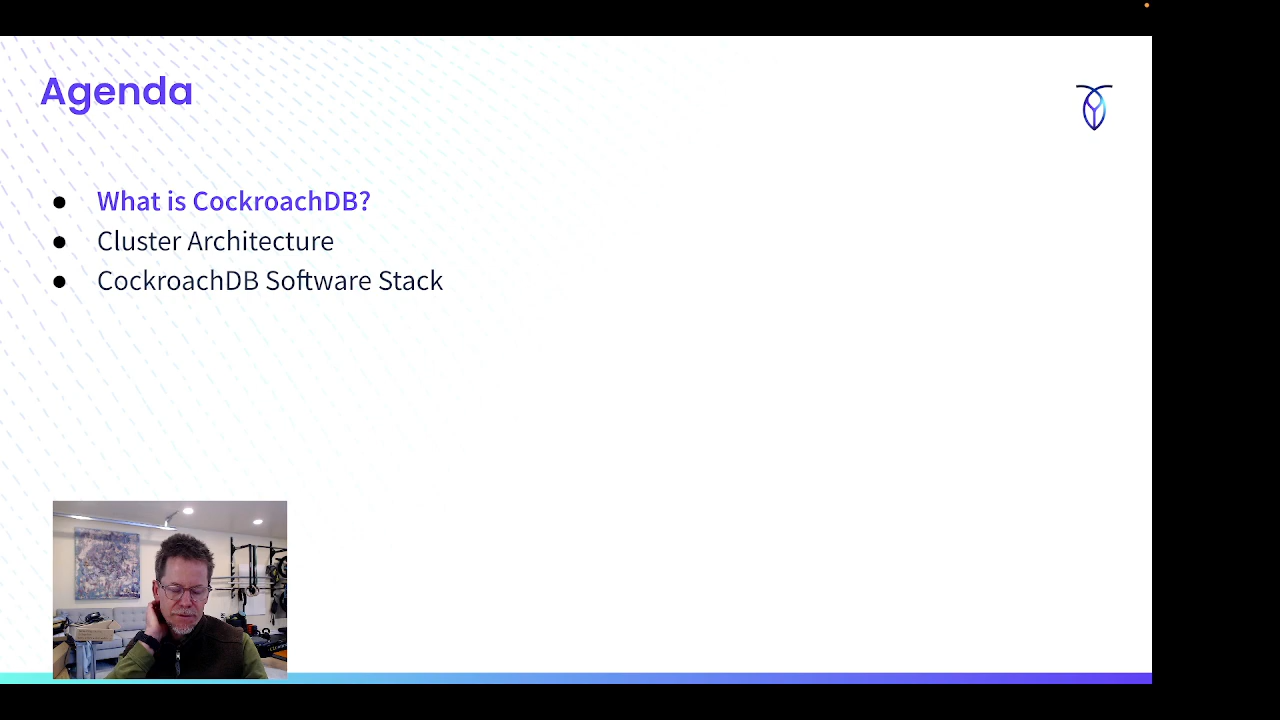 Agenda
What is CockroachDB?
Cluster Architecture
CockroachDB Software Stack